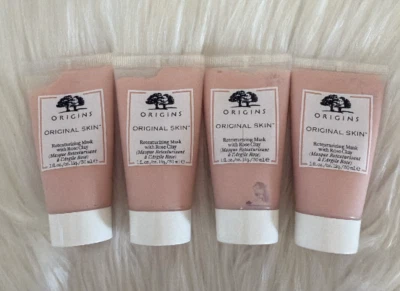 ORIGINS
ORIGINAL SKIN™
Retexturizing Mask
with Rose Clay
(Masque Retexturisant
à l'Argile Rose)
ORIGINS
ORIGINAL SKIN™
Retexturizing Mask
with Rose Clay
(Masque Retexturisant
à l'Argile Rose)
ORIGINS
ORIGINAL SKIN™
Retexturizing Mask
with Rose Clay
(Masque Retexturisant
à l'Argile Rose)
ORIGINS
ORIGINAL SKIN™
Retexturizing Mask
with Rose Clay
(Masque Retexturisant
à l'Argile Rose)